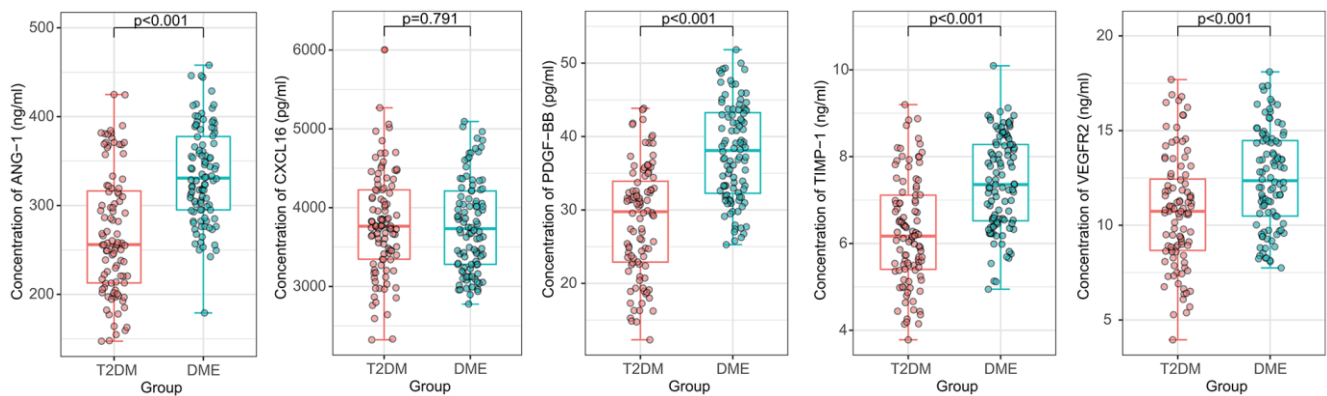 p<0.001
500
400
300
200
Concentration of ANG−1 (ng/ml)
T2DM
DME
Group
p=0.791
6000
5000
4000
3000
Concentration of CXCL16 (pg/ml)
T2DM
DME
Group
p<0.001
50
40
30
20
Concentration of PDGF−BB (pg/ml)
T2DM
DME
Group
p<0.001
10
8
6
4
Concentration of TIMP−1 (ng/ml)
T2DM
DME
Group
p<0.001
20
15
10
5
Concentration of VEGFR2 (ng/ml)
T2DM
DME
Group